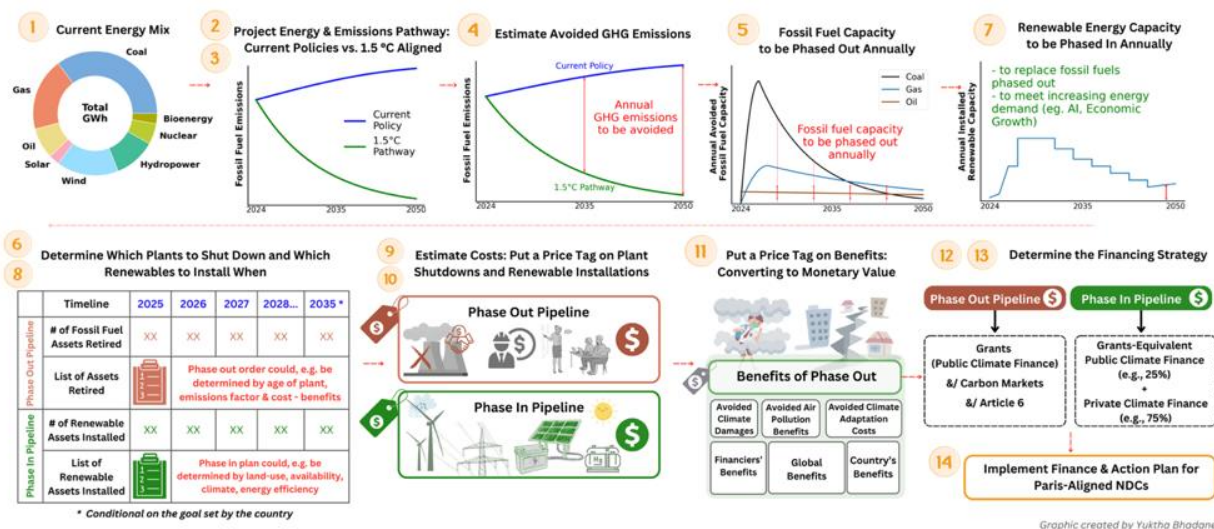 1
Current Energy Mix
Coal
Gas
Oil
Solar
Wind
Hydropower
Nuclear
Bioenergy
Total
GWh
2
3
Project Energy & Emissions Pathway:
Current Policies vs. 1.5 °C Aligned
Fossil Fuel Emissions
Current
Policy
1.5°C
Pathway
2024
2035
2050
4
Estimate Avoided GHG Emissions
Fossil Fuel Emissions
Current Policy
Annual
GHG emissions
to be avoided
1.5°C Pathway
2024
2035
2050
5
Fossil Fuel Capacity
to be Phased Out Annually
Annual Avoided
Fossil Fuel Capacity
Coal
Gas
Oil
Fossil fuel capacity
to be phased out
annually
2024
2035
2050
7
Renewable Energy Capacity
to be Phased In Annually
Annual Installed
Renewable Capacity
- to replace fossil fuels
phased out
- to meet increasing energy
demand (eg. AI, Economic
Growth)
2024
2035
2050
6
8
Determine Which Plants to Shut Down and Which
Renewables to Install When
Timeline
2025
2026
2027
2028...
2035 *
Phase Out Pipeline
# of Fossil Fuel
Assets Retired
XX
XX
XX
XX
XX
List of Assets
Retired
1
2
3
Phase out order could, e.g. be
determined by age of plant,
emissions factor & cost - benefits
Phase In Pipeline
# of Renewable
Assets Installed
XX
XX
XX
XX
XX
List of
Renewable
Assets Installed
1
2
3
Phase in plan could, e.g. be
determined by land-use, availability,
climate, energy efficiency
* Conditional on the goal set by the country
9
10
Estimate Costs: Put a Price Tag on Plant
Shutdowns and Renewable Installations
$
Phase Out Pipeline
$
$
$
Phase In Pipeline
H2
$
11
Put a Price Tag on Benefits:
Converting to Monetary Value
$
Benefits of Phase Out
Avoided
Climate
Damages
Avoided Air
Pollution
Benefits
Avoided Climate
Adaptation
Costs
Financiers'
Benefits
Global
Benefits
Country's
Benefits
12
13
Determine the Financing Strategy
Phase Out Pipeline $
Phase In Pipeline $
Grants
(Public Climate Finance)
&/ Carbon Markets
&/ Article 6
Grants-Equivalent
Public Climate Finance
(e.g., 25%)
+
Private Climate Finance
(e.g., 75%)
14
Implement Finance & Action Plan for
Paris-Aligned NDCs
Graphic created by Yuktha Bhadane